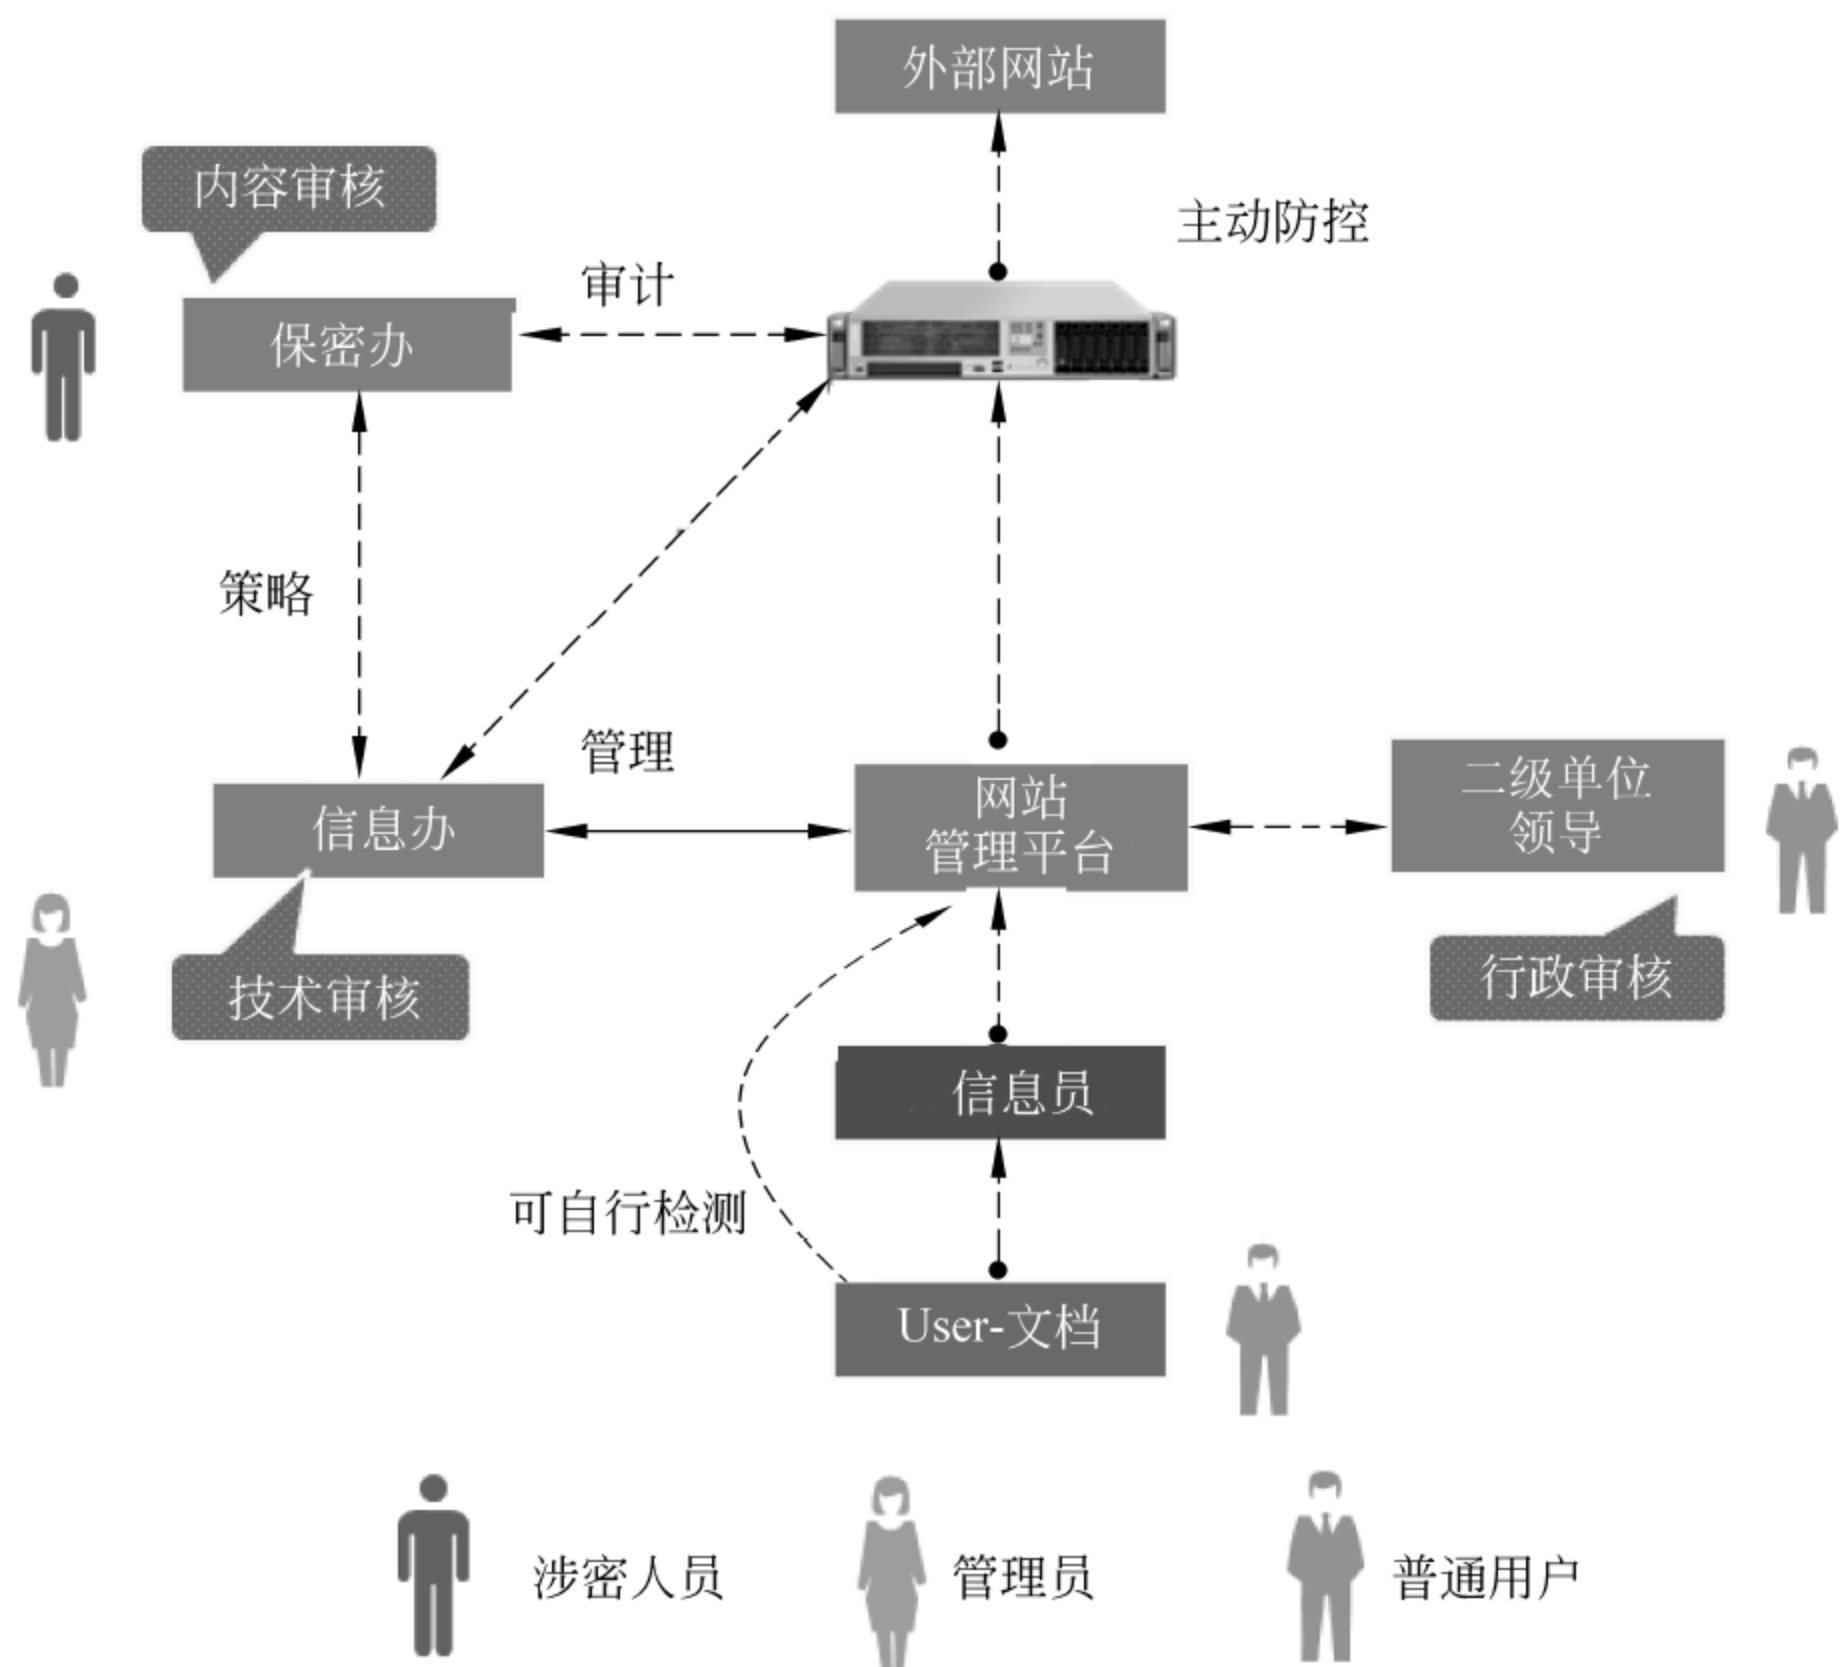 外部网站
内容审核
主动防控
审计
保密办
策略
管理
信息办
网站
管理平台
二级单位
领导
技术审核
行政审核
信息员
可自行检测
User-文档
涉密人员
管理员
普通用户